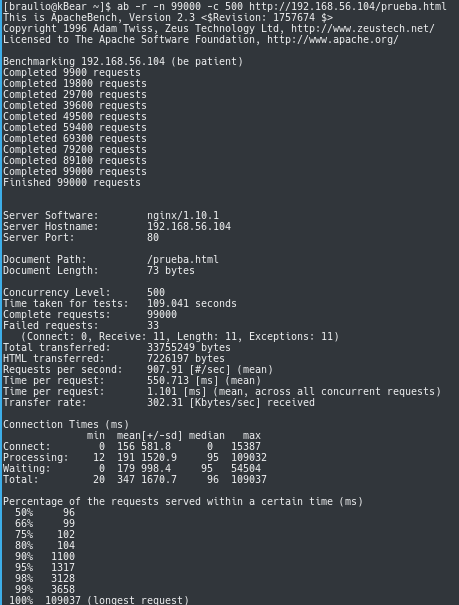 [braulio@kBear ~]$ ab -r -n 99000 -c 500 http://192.168.56.104/prueba.html
This is ApacheBench, Version 2.3 <$Revision: 1757674 $>
Copyright 1996 Adam Twiss, Zeus Technology Ltd, http://www.zeustech.net/
Licensed to The Apache Software Foundation, http://www.apache.org/

Benchmarking 192.168.56.104 (be patient)
Completed 9900 requests
Completed 19800 requests
Completed 29700 requests
Completed 39600 requests
Completed 49500 requests
Completed 59400 requests
Completed 69300 requests
Completed 79200 requests
Completed 89100 requests
Completed 99000 requests
Finished 99000 requests


Server Software:        nginx/1.10.1
Server Hostname:        192.168.56.104
Server Port:            80

Document Path:          /prueba.html
Document Length:        73 bytes

Concurrency Level:      500
Time taken for tests:   109.041 seconds
Complete requests:      99000
Failed requests:        33
   (Connect: 0, Receive: 11, Length: 11, Exceptions: 11)
Total transferred:      33755249 bytes
HTML transferred:       7226197 bytes
Requests per second:    907.91 [#/sec] (mean)
Time per request:       550.713 [ms] (mean)
Time per request:       1.101 [ms] (mean, across all concurrent requests)
Transfer rate:          302.31 [Kbytes/sec] received

Connection Times (ms)
              min  mean[+/-sd] median   max
Connect:        0  156 581.8      0   15387
Processing:    12  191 1520.9     95  109032
Waiting:        0  179 998.4     95   54504
Total:         20  347 1670.7     96  109037

Percentage of the requests served within a certain time (ms)
  50%     96
  66%     99
  75%    102
  80%    104
  90%   1100
  95%   1317
  98%   3128
  99%   3658
 100%  109037 (longest request)